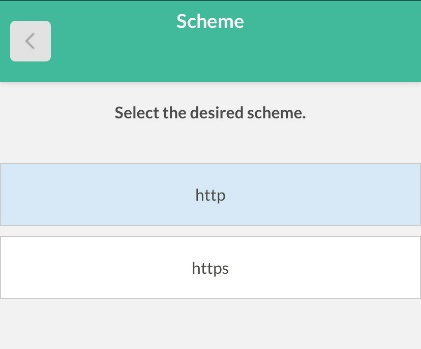 Scheme
Select the desired scheme.
http
https